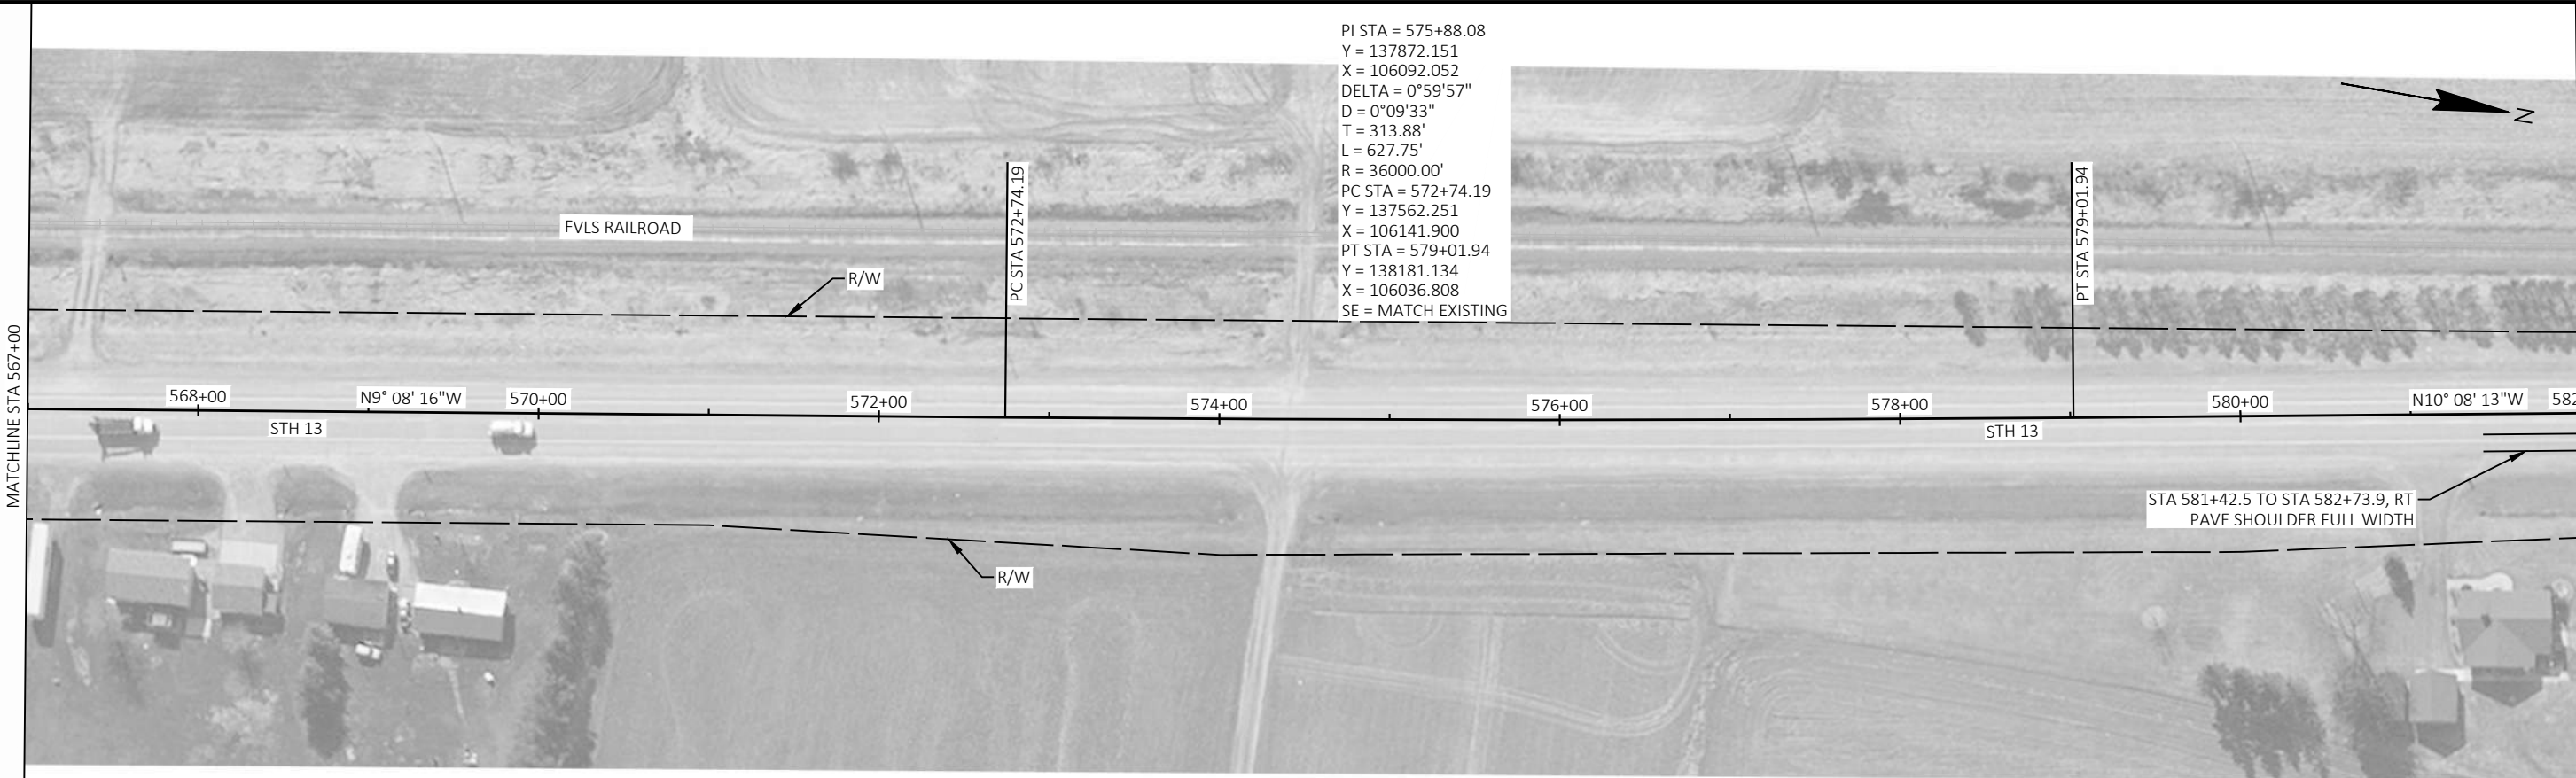 PI STA = 575+88.08
Y = 137872.151
X = 106092.052
DELTA = 0°59'57"
D = 0°09'33"
T = 313.88'
L = 627.75'
R = 36000.00'
PC STA = 572+74.19
Y = 137562.251
X = 106141.900
PT STA = 579+01.94
Y = 138181.134
X = 106036.808
SE = MATCH EXISTING
N
FVLS RAILROAD
R/W
PC STA 572+74.19
PT STA 579+01.94
MATCHLINE STA 567+00
568+00
N9° 08' 16"W
570+00
572+00
574+00
576+00
578+00
580+00
N10° 08' 13"W
582
STH 13
STH 13
STA 581+42.5 TO STA 582+73.9, RT
PAVE SHOULDER FULL WIDTH
R/W